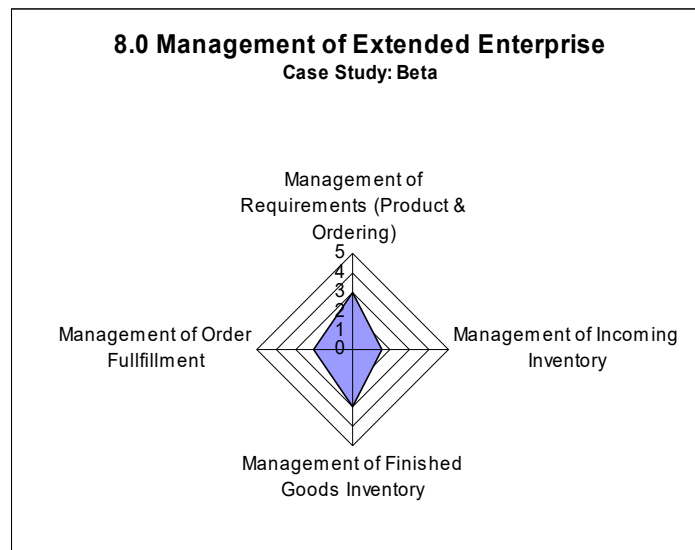 8.0 Management of Extended Enterprise
Case Study: Beta
Management of
Requirements (Product &
Ordering)
5
4
3
2
1
0
Management of Order
Fullfillment
Management of Incoming
Inventory
Management of Finished
Goods Inventory